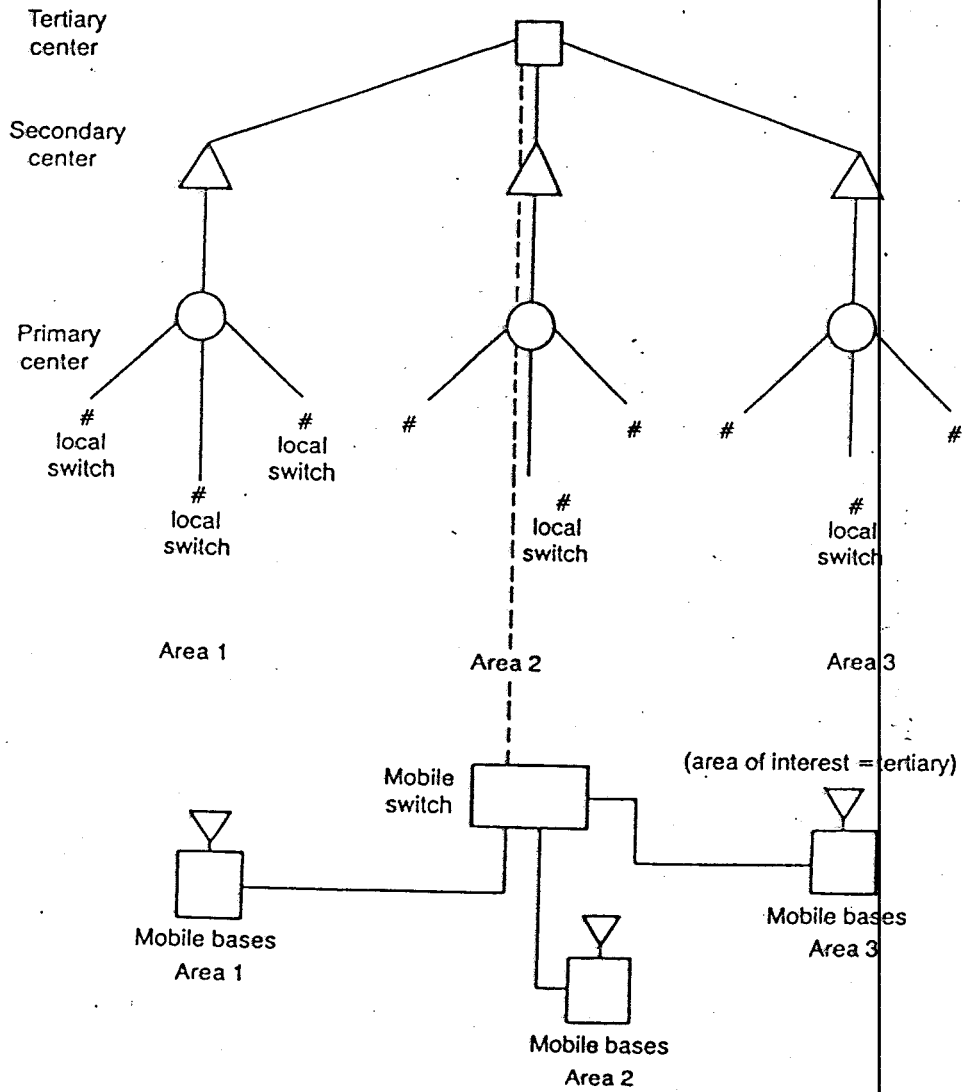 Tertiary
center
Secondary
center
Primary
center
#
local
switch
#
local
switch
#
local
switch
#
#
local
switch
#
#
#
local
switch
#
Area 1
Area 2
Area 3
(area of interest = tertiary)
Mobile
switch
Mobile bases
Area 1
Mobile bases
Area 2
Mobile bases
Area 3